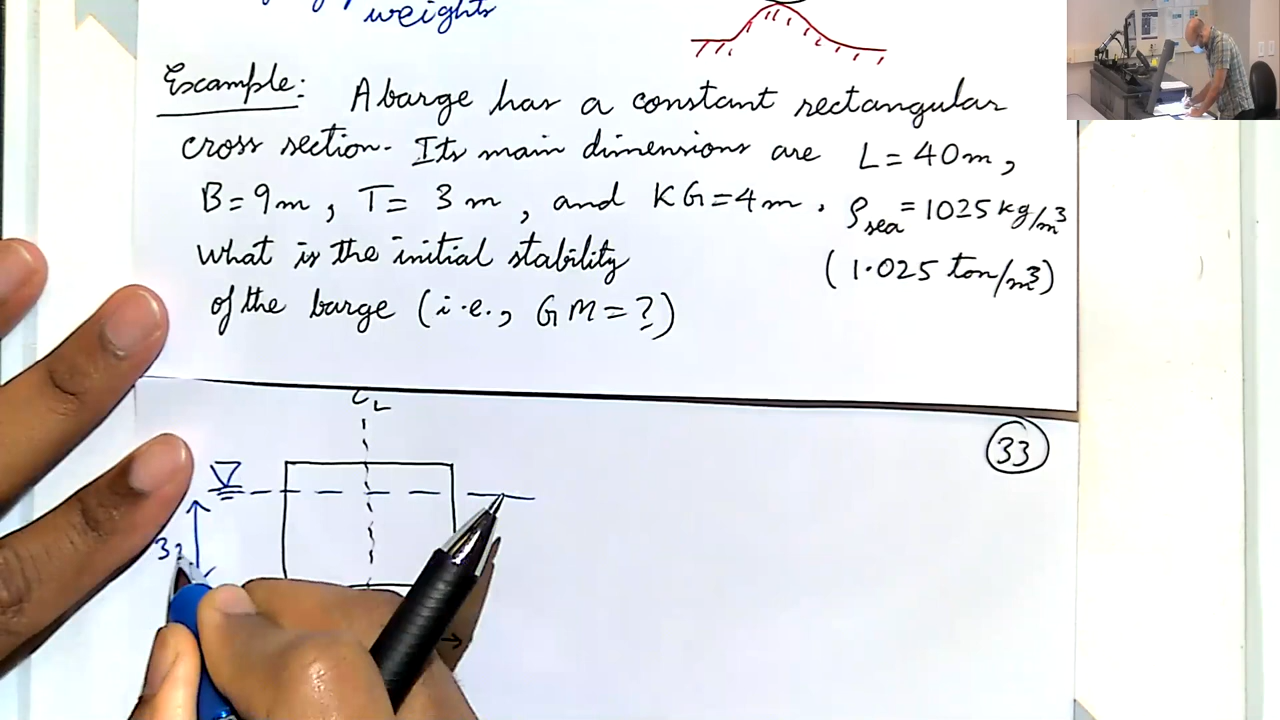 weights
Example: A barge has a constant rectangular
cross section. Its main dimensions are L = 40m,
B = 9m, T = 3m, and KG = 4m. ρsea = 1025 kg/m³
What is the initial stability (1.025 ton/m³)
of the barge (i.e., GM = ?)
CL
33
3